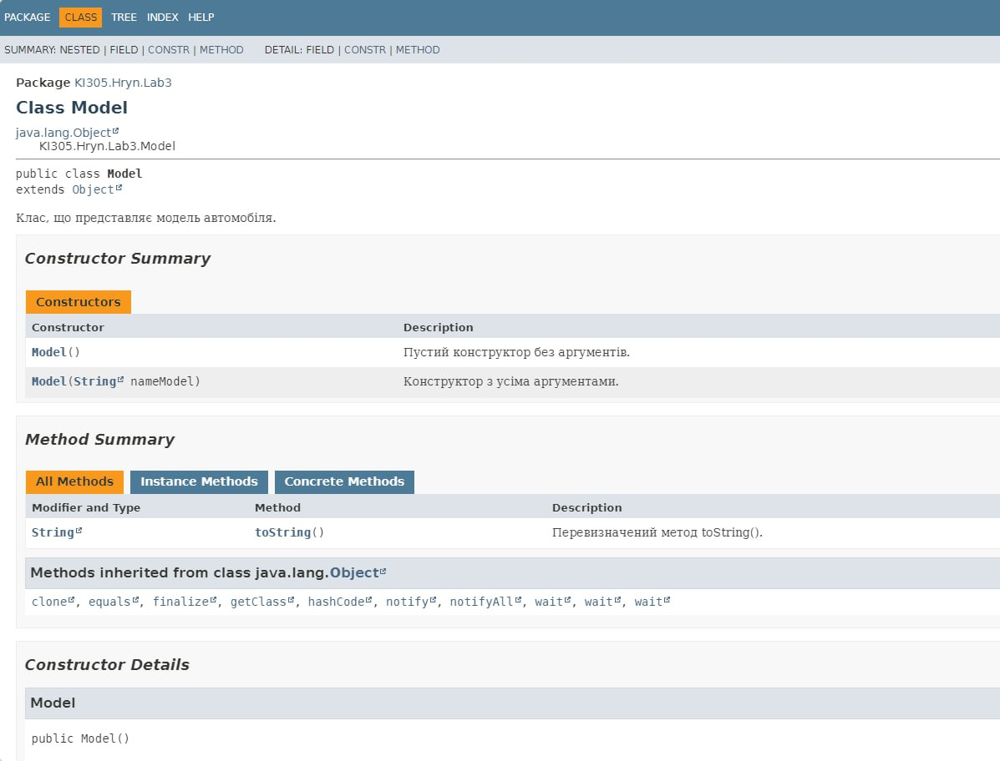 PACKAGE CLASS TREE INDEX HELP
SUMMARY: NESTED | FIELD | CONSTR | METHOD DETAIL: FIELD | CONSTR | METHOD
Package KI305.Hryn.Lab3
Class Model
java.lang.Object
KI305.Hryn.Lab3.Model
public class Model
extends Object
Клас, що представляє модель автомобіля.
Constructor Summary
Constructors
Constructor Description
Model() Пустий конструктор без аргументів.
Model(String nameModel) Конструктор з усіма аргументами.
Method Summary
All Methods Instance Methods Concrete Methods
Modifier and Type Method Description
String toString() Перевизначений метод toString().
Methods inherited from class java.lang.Object
clone, equals, finalize, getClass, hashCode, notify, notifyAll, wait, wait, wait
Constructor Details
Model
public Model()